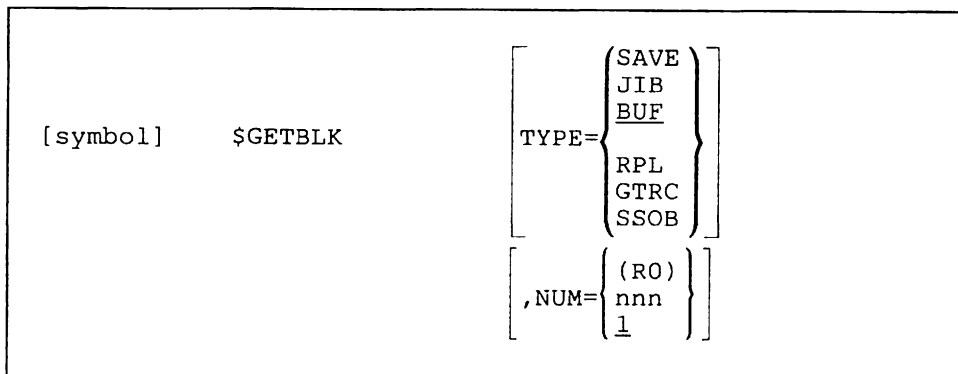 SAVE
JIB
[symbol] $GETBLK TYPE= BUF
RPL
GTRC
SSOB
(R0)
,NUM= nnn
1